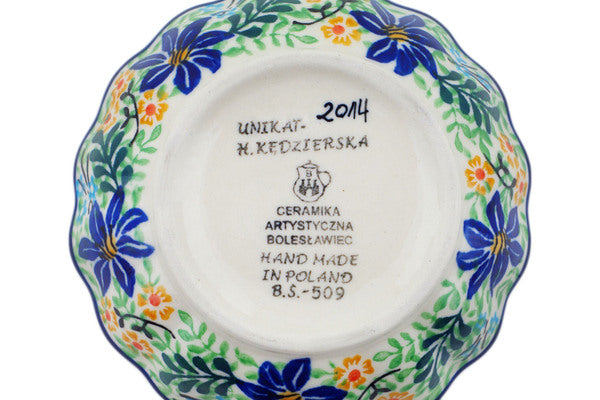 2014
UNIKAT-
H.KĘDZIERSKA
B
CERAMIKA
ARTYSTYCZNA
BOLESŁAWIEC
HAND MADE
IN POLAND
B.S.-509